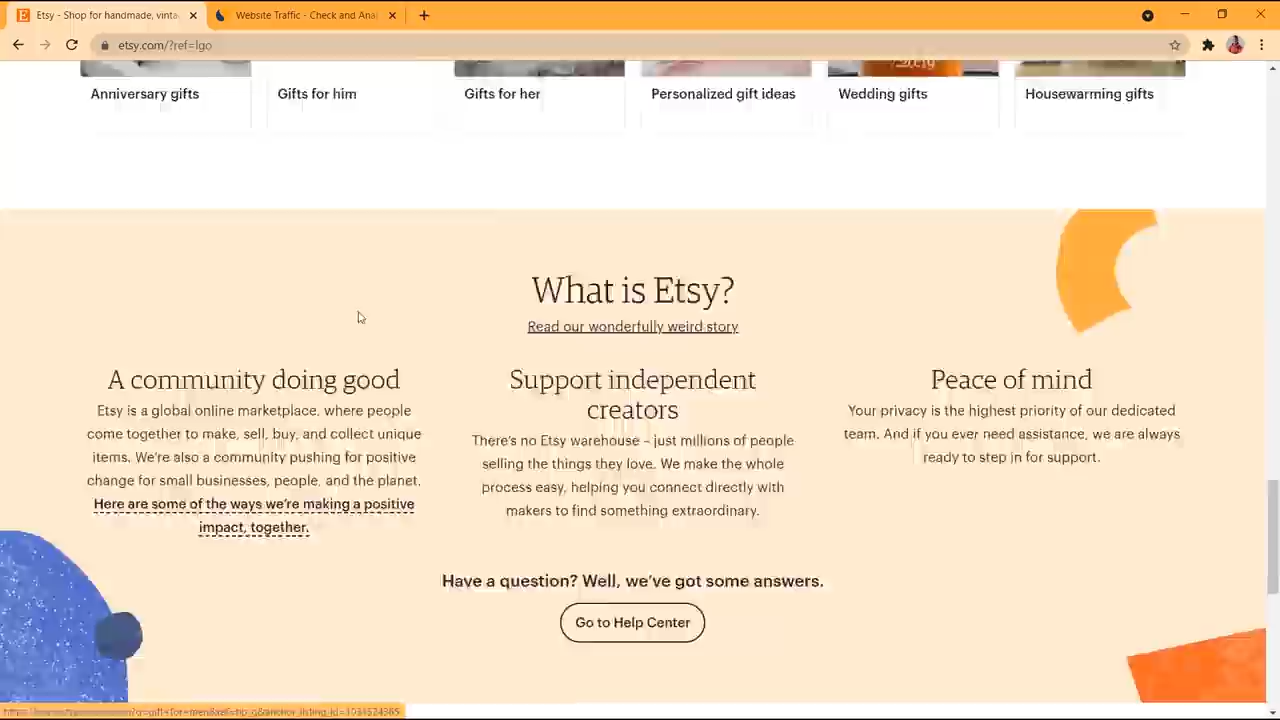 Etsy - Shop for handmade, vinta
Website Traffic - Check and Ana
etsy.com/?ref=lgo
Anniversary gifts
Gifts for him
Gifts for her
Personalized gift ideas
Wedding gifts
Housewarming gifts
What is Etsy?
Read our wonderfully weird story
A community doing good
Etsy is a global online marketplace, where people
come together to make, sell, buy, and collect unique
items. We're also a community pushing for positive
change for small businesses, people, and the planet.
Here are some of the ways we're making a positive
impact, together.
Support independent
creators
There's no Etsy warehouse – just millions of people
selling the things they love. We make the whole
process easy, helping you connect directly with
makers to find something extraordinary.
Peace of mind
Your privacy is the highest priority of our dedicated
team. And if you ever need assistance, we are always
ready to step in for support.
Have a question? Well, we've got some answers.
Go to Help Center